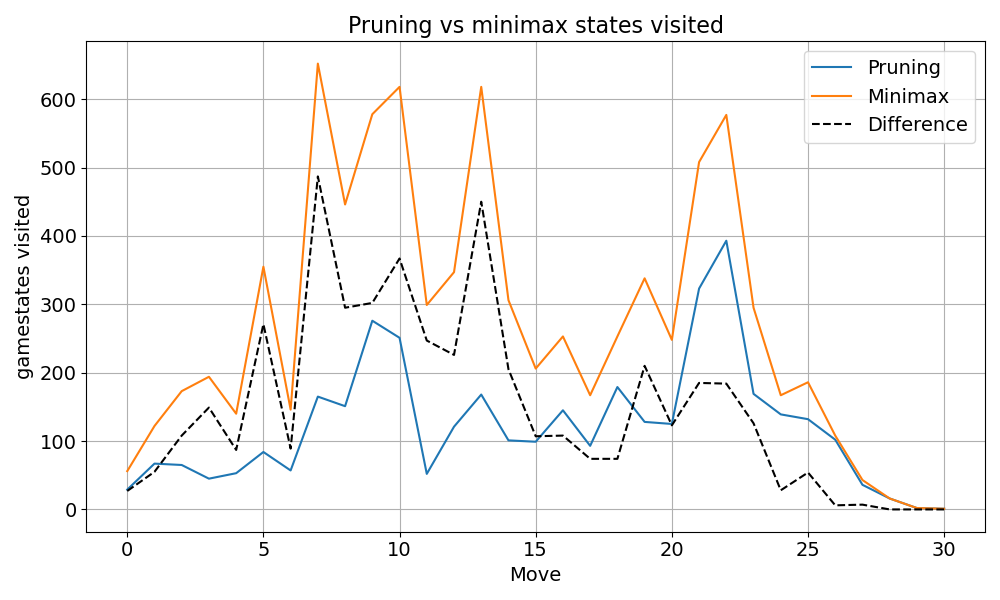 Pruning vs minimax states visited
Pruning
Minimax
Difference
gamestates visited
600
500
400
300
200
100
0
0 5 10 15 20 25 30
Move